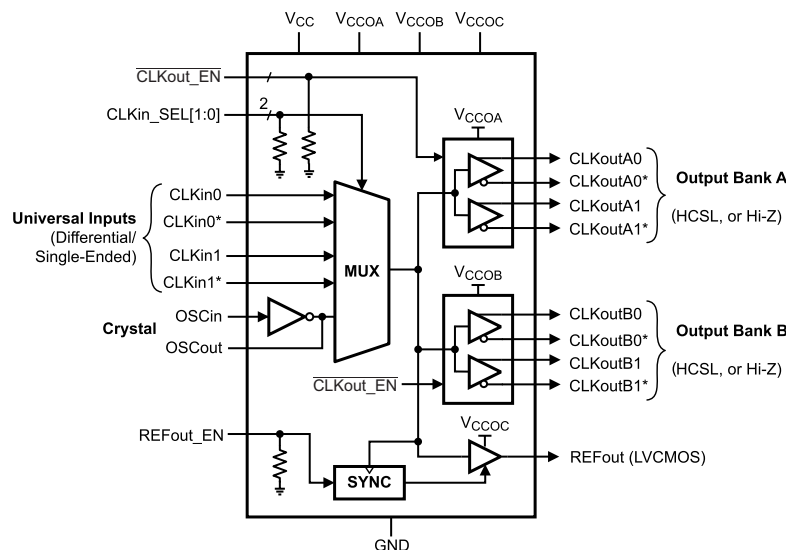 VCC VCCOA VCCOB VCCOC
CLKout_EN
2
CLKin_SEL[1:0]
VCCOA
CLKoutA0
CLKoutA0*
CLKoutA1
CLKoutA1*
Output Bank A
(HCSL, or Hi-Z)
CLKin0
CLKin0*
CLKin1
CLKin1*
Universal Inputs
(Differential/
Single-Ended)
MUX
Crystal
OSCin
OSCout
VCCOB
CLKoutB0
CLKoutB0*
CLKoutB1
CLKoutB1*
Output Bank B
(HCSL, or Hi-Z)
CLKout_EN
REFout_EN
VCCOC
REFout (LVCMOS)
SYNC
GND